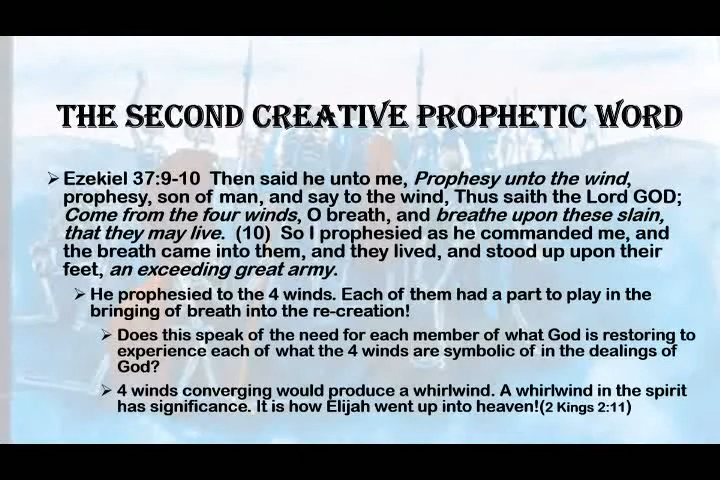 THE SECOND CREATIVE PROPHETIC WORD
➢ Ezekiel 37:9-10  Then said he unto me, Prophesy unto the wind,
prophesy, son of man, and say to the wind, Thus saith the Lord GOD;
Come from the four winds, O breath, and breathe upon these slain,
that they may live.  (10)  So I prophesied as he commanded me, and
the breath came into them, and they lived, and stood up upon their
feet, an exceeding great army.
➢ He prophesied to the 4 winds. Each of them had a part to play in the
bringing of breath into the re-creation!
➢ Does this speak of the need for each member of what God is restoring to
experience each of what the 4 winds are symbolic of in the dealings of
God?
➢ 4 winds converging would produce a whirlwind. A whirlwind in the spirit
has significance. It is how Elijah went up into heaven!(2 Kings 2:11)